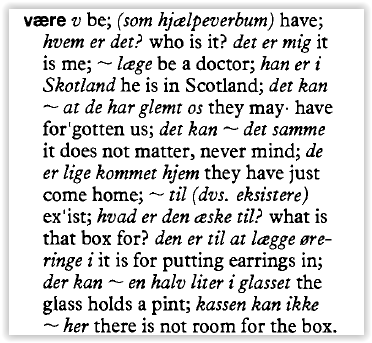 være v be; (som hjælpeverbum) have;
hvem er det? who is it? det er mig it
is me; ~ læge be a doctor; han er i
Skotland he is in Scotland; det kan
~ at de har glemt os they may· have
forˈgotten us; det kan ~ det samme
it does not matter, never mind; de
er lige kommet hjem they have just
come home; ~ til (dvs. eksistere)
exˈist; hvad er den æske til? what is
that box for? den er til at lægge øre-
ringe i it is for putting earrings in;
der kan ~ en halv liter i glasset the
glass holds a pint; kassen kan ikke
~ her there is not room for the box.